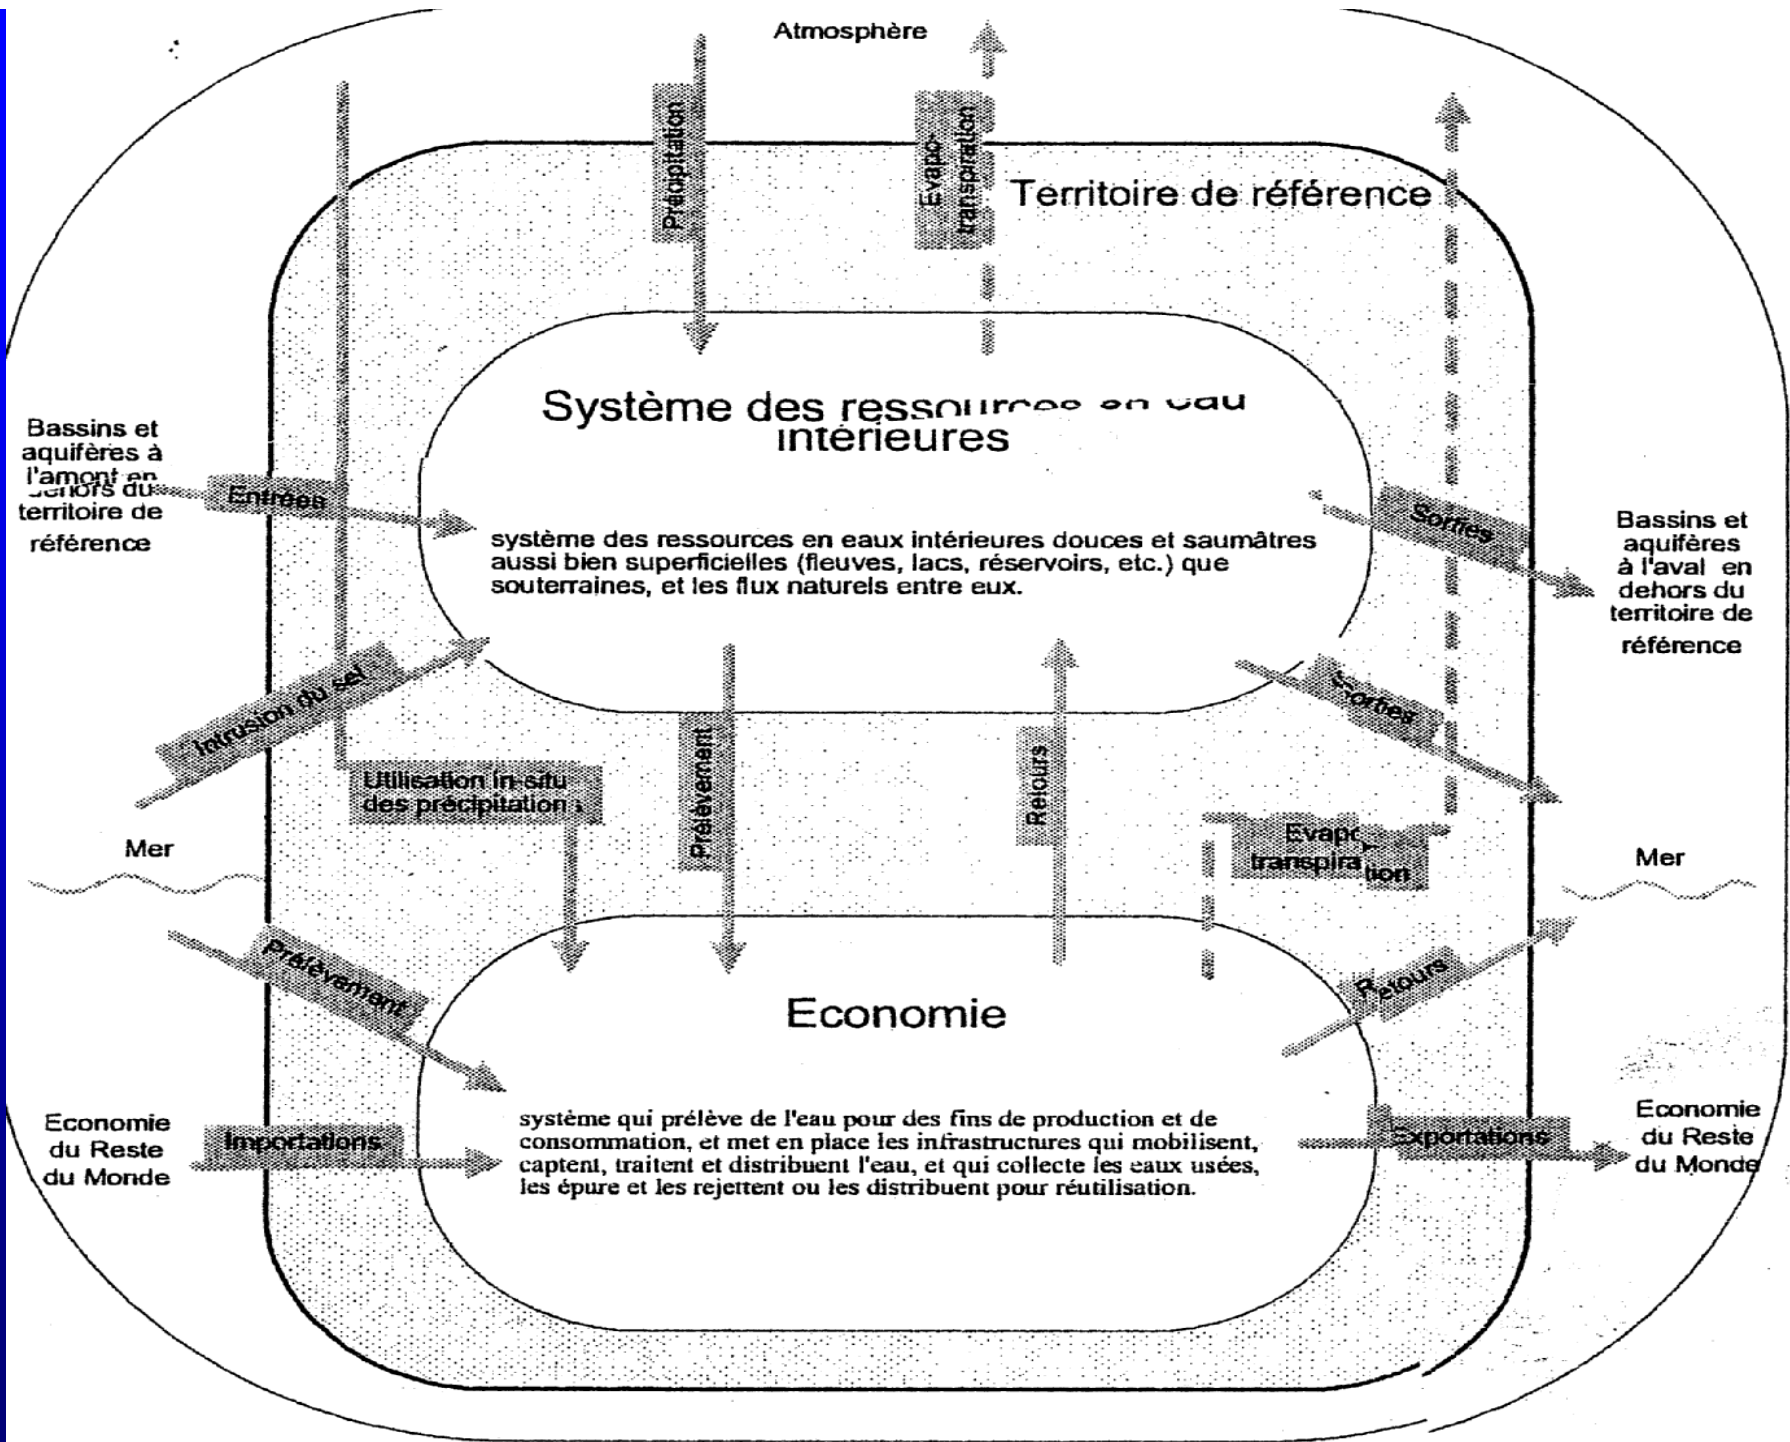 Atmosphère
Précipitation
Evapo-
transpiration
Territoire de référence
Système des ressources en eau
intérieures
Bassins et
aquifères à
l'amont en
dehors du
territoire de
référence
Entrées
système des ressources en eaux intérieures douces et saumâtres
aussi bien superficielles (fleuves, lacs, réservoirs, etc.) que
souterraines, et les flux naturels entre eux.
Sorties
Bassins et
aquifères
à l'aval en
dehors du
territoire de
référence
Intrusion du sel
Sorties
Utilisation in-situ
des précipitations
Prélèvement
Retours
Evapo-
transpiration
Mer
Mer
Prélèvement
Retours
Economie
Economie
du Reste
du Monde
Importations
système qui prélève de l'eau pour des fins de production et de
consommation, et met en place les infrastructures qui mobilisent,
captent, traitent et distribuent l'eau, et qui collecte les eaux usées,
les épure et les rejettent ou les distribuent pour réutilisation.
Exportations
Economie
du Reste
du Monde